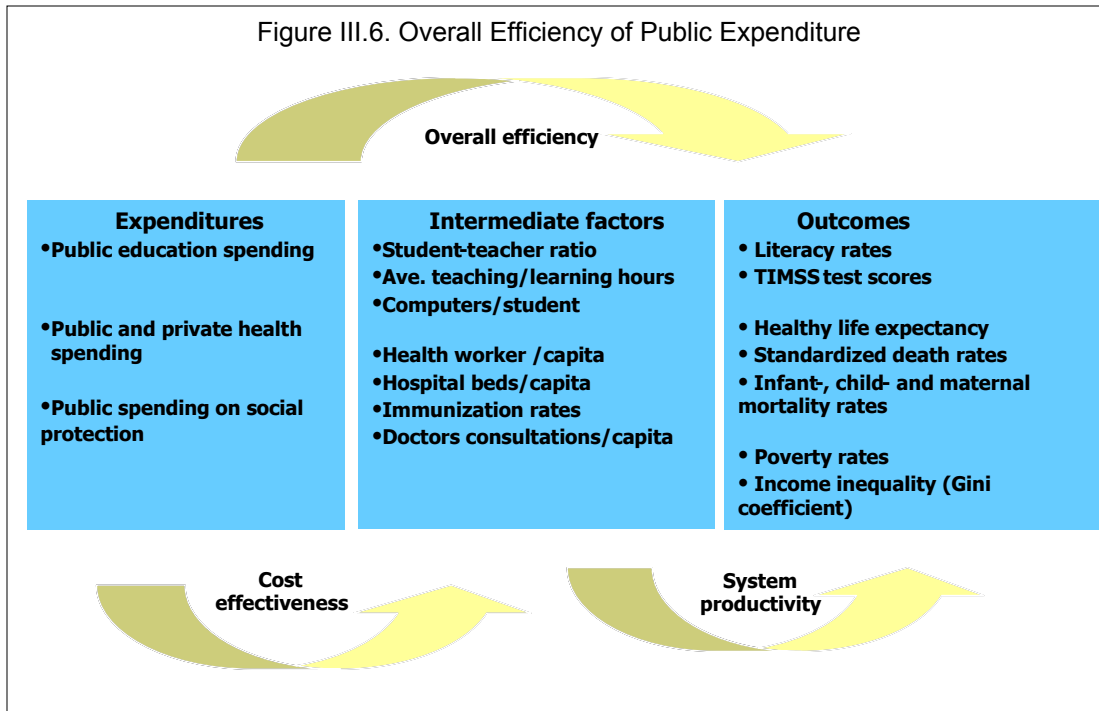 Figure III.6. Overall Efficiency of Public Expenditure
Overall efficiency
Expenditures
•Public education spending
•Public and private health
spending
•Public spending on social
protection
Intermediate factors
•Student-teacher ratio
•Ave. teaching/learning hours
•Computers/student
•Health worker /capita
•Hospital beds/capita
•Immunization rates
•Doctors consultations/capita
Outcomes
• Literacy rates
• TIMSS test scores
• Healthy life expectancy
• Standardized death rates
• Infant-, child- and maternal
mortality rates
• Poverty rates
• Income inequality (Gini
coefficient)
Cost
effectiveness
System
productivity